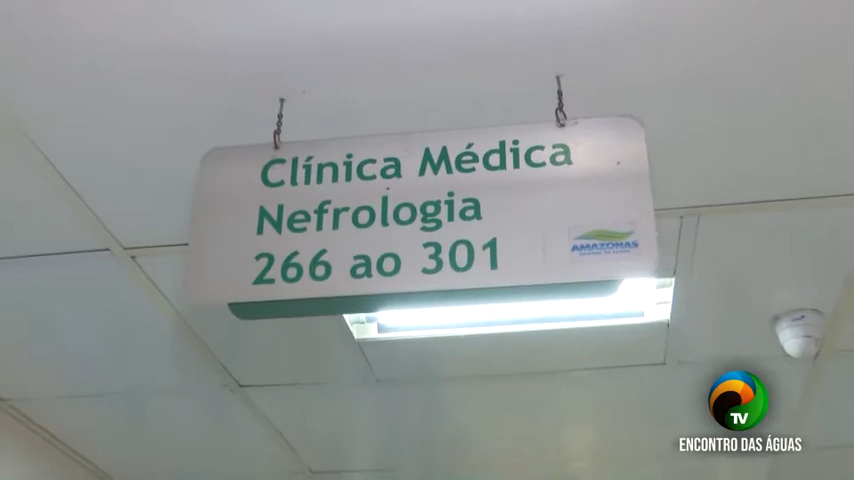 Clínica Médica
Nefrologia
266 ao 301
AMAZONAS
TV
ENCONTRO DAS ÁGUAS